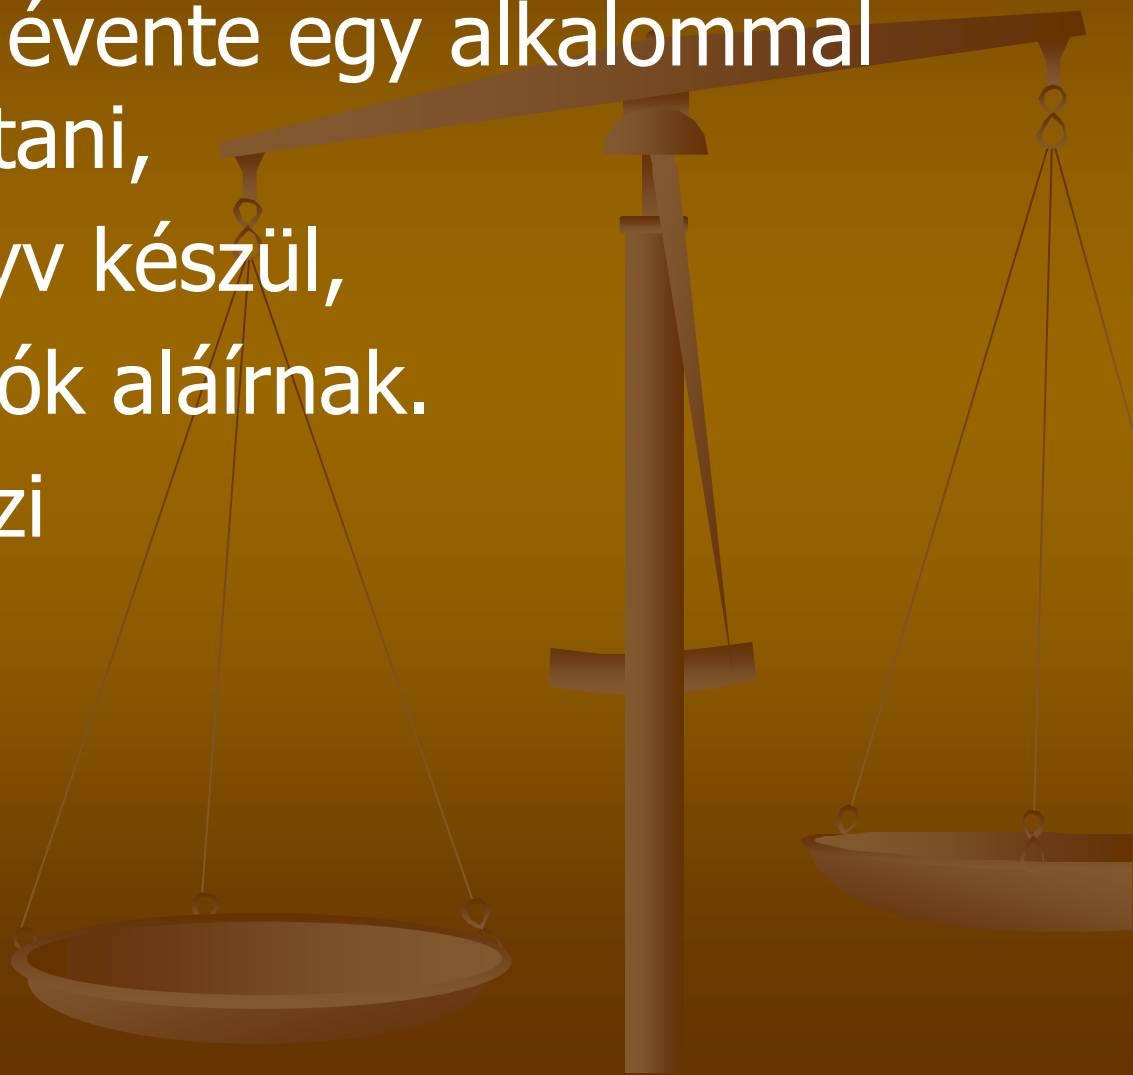 évente egy alkalommal
tani,
yv készül,
ók aláírnak.
zi